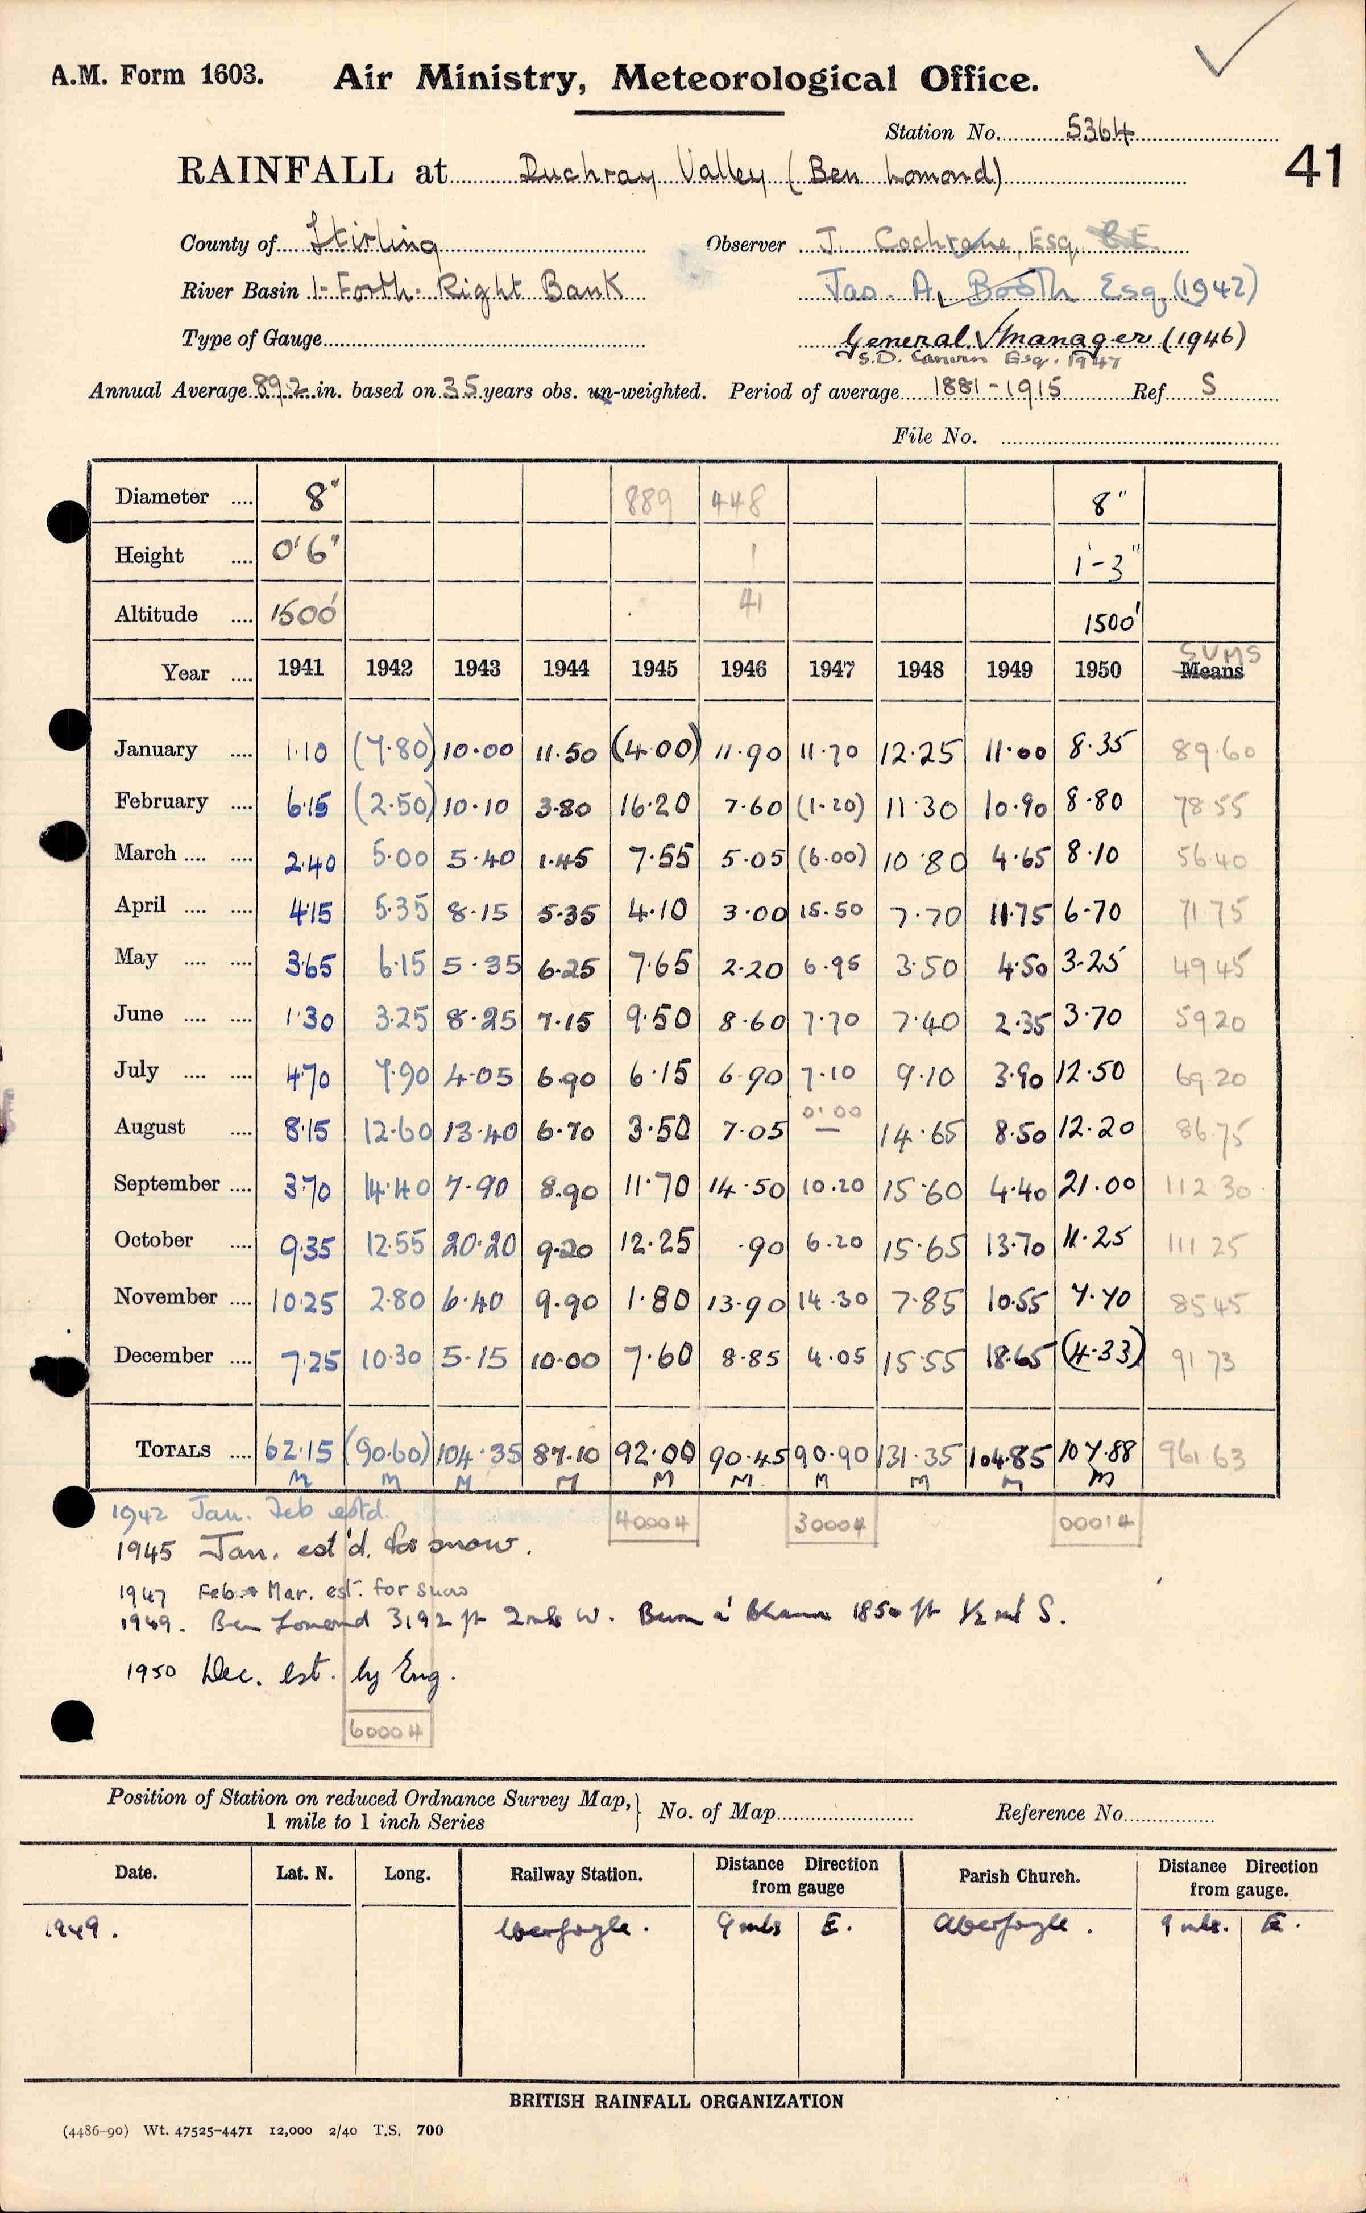 A.M. Form 1603. Air Ministry, Meteorological Office.
Station No. 5364
41
RAINFALL at Duchray Valley (Ben Lomond)
County of Stirling Observer J. Cochrane, Esq, C.E.
River Basin 1- Forth. Right Bank Jas. A. Booth Esq. (1942)
Type of Gauge General Manager (1946)
S.D. Cameron Esq. 1947
Annual Average 89.2 in. based on 35 years obs. un-weighted. Period of average 1881-1915 Ref S
File No.
Diameter .... 8" 889 448 8"
Height .... 0'6" 1 1'-3"
Altitude .... 1500' 41 1500'
SUMS
Year .... 1941 1942 1943 1944 1945 1946 1947 1948 1949 1950 Means
January .... 1.10 (7.80) 10.00 11.50 (4.00) 11.90 11.70 12.25 11.00 8.35 89.60
February .... 6.15 (2.50) 10.10 3.80 16.20 7.60 (1.20) 11.30 10.90 8.80 78 55
March .... .... 2.40 5.00 5.40 1.45 7.55 5.05 (6.00) 10.80 4.65 8.10 56.40
April .... .... 4.15 5.35 8.15 5.35 4.10 3.00 15.50 7.70 11.75 6.70 71 75
May .... .... 3.65 6.15 5.35 6.25 7.65 2.20 6.95 3.50 4.50 3.25 49 45
June .... .... 1.30 3.25 8.25 7.15 9.50 8.60 7.70 7.40 2.35 3.70 59 20
July .... .... 4.70 7.90 4.05 6.90 6.15 6.90 7.10 9.10 3.90 12.50 69.20
0.00
August .... 8.15 12.60 13.40 6.70 3.50 7.05 — 14.65 8.50 12.20 86.75
September .... 3.70 14.40 7.90 8.90 11.70 14.50 10.20 15.60 4.40 21.00 112 30
October .... 9.35 12.55 20.20 9.20 12.25 .90 6.20 15.65 13.70 11.25 111 25
November .... 10.25 2.80 6.40 9.90 1.80 13.90 14.30 7.85 10.55 7.70 85 45
December .... 7.25 10.30 5.15 10.00 7.60 8.85 4.05 15.55 18.65 (4.33) 91 73
TOTALS .... 62.15 (90.60) 104.35 87.10 92.00 90.45 90.90 131.35 104.85 107.88 961.63
M M M M M M M M M M
1942 Jan. Feb estd.
40004 30004 00014
1945 Jan. est'd. for snow.
1947 Feb. + Mar. est. for snow
1949. Ben Lomond 3192 ft 2 mls W. 1850 ft ½ ml S.
1950 Dec. est. by Eng.
60004
Position of Station on reduced Ordnance Survey Map,
1 mile to 1 inch Series } No. of Map Reference No
Date. Lat. N. Long. Railway Station. Distance Direction from gauge Parish Church. Distance Direction from gauge.
1949. Aberfoyle. 9 mls E. Aberfoyle. 9 mls. E.
BRITISH RAINFALL ORGANIZATION
(4486-90) Wt. 47525-4471 12,000 2/40 T.S. 700